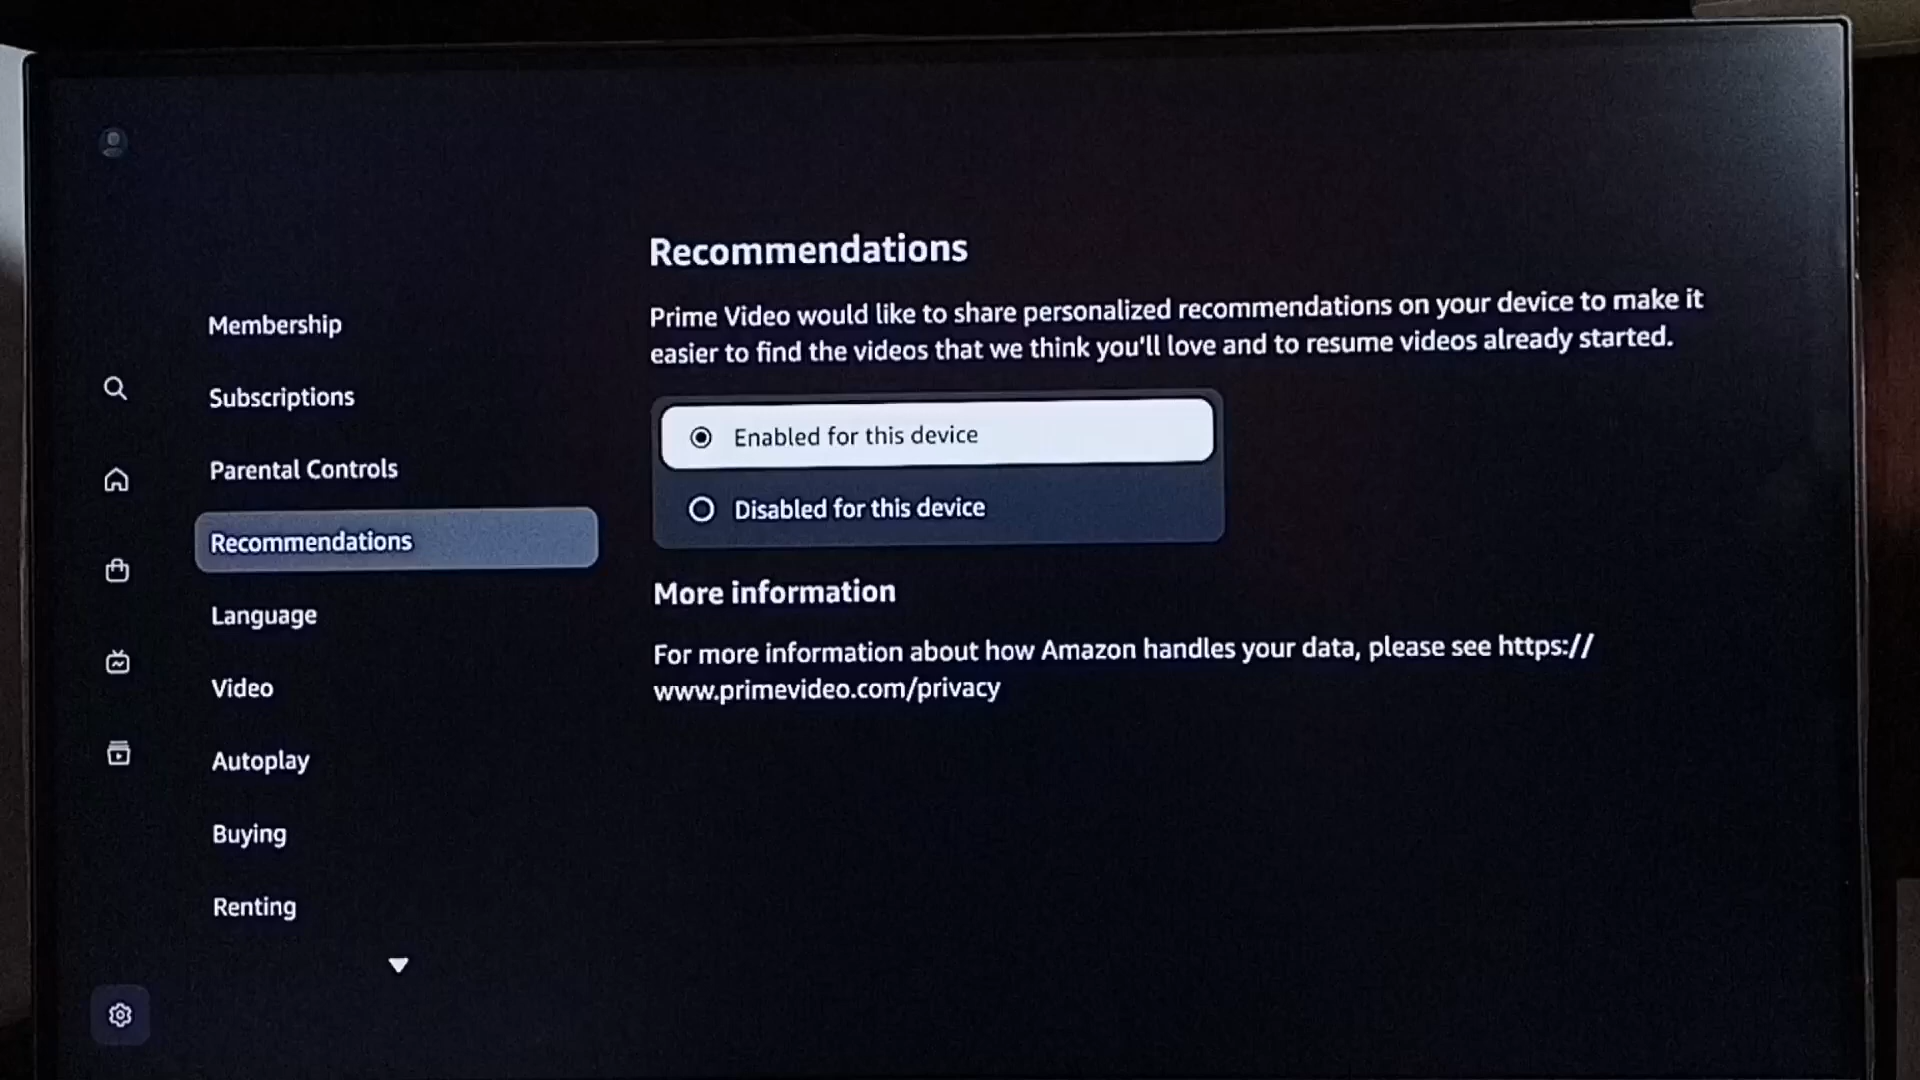 Membership
Subscriptions
Parental Controls
Recommendations
Language
Video
Autoplay
Buying
Renting
Recommendations
Prime Video would like to share personalized recommendations on your device to make it
easier to find the videos that we think you'll love and to resume videos already started.
Enabled for this device
Disabled for this device
More information
For more information about how Amazon handles your data, please see https://
www.primevideo.com/privacy